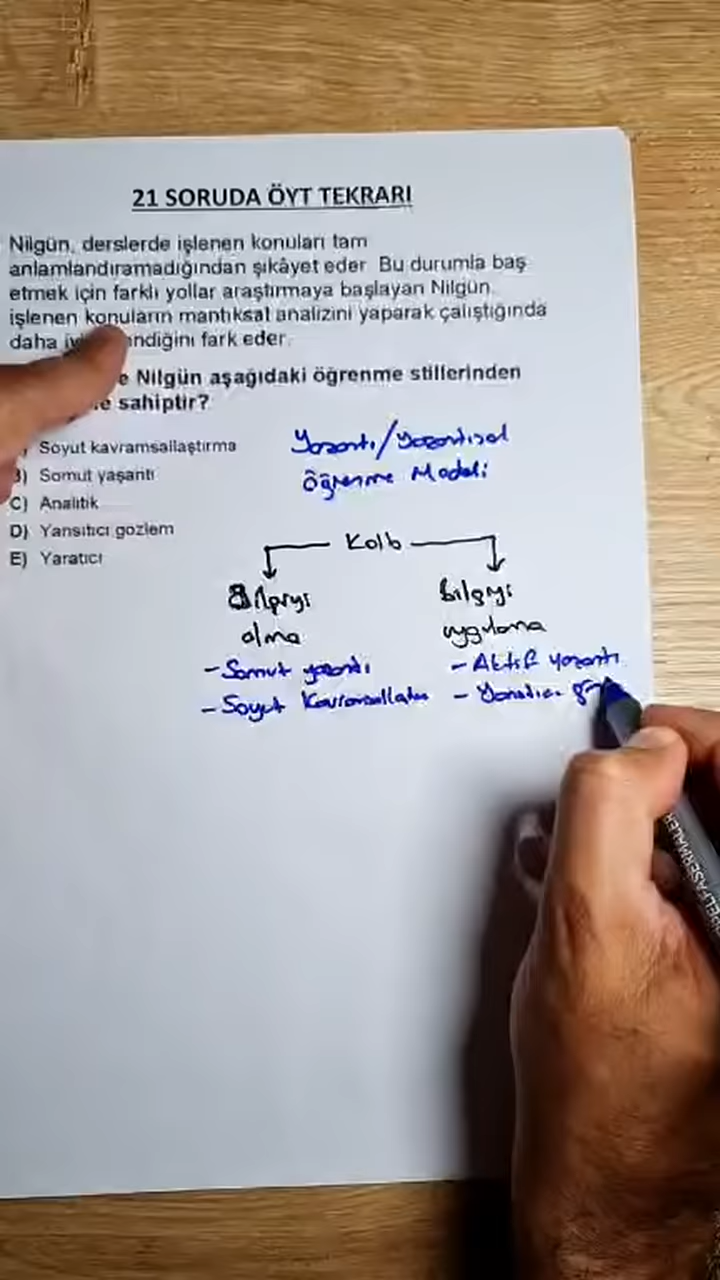 21 SORUDA ÖYT TEKRARI
Nilgün, derslerde işlenen konuları tam
anlamlandıramadığından şikâyet eder. Bu durumla baş
etmek için farklı yollar araştırmaya başlayan Nilgün,
işlenen konuların mantıksal analizini yaparak çalıştığında
daha fark eder.
Nilgün aşağıdaki öğrenme stillerinden
sahiptir?
Soyut kavramsallaştırma
B) Somut yaşantı
C) Analitik
D) Yansıtıcı gözlem
E) Yaratıcı
Yaşantı/Yaşantısal
Öğrenme Modeli
Kolb
Bilgiyi
alma
- Somut yaşantı
- Soyut Kavramsallaştır
bilgiyi
uygulama
- Aktif yaşantı
- Yansıtıcı